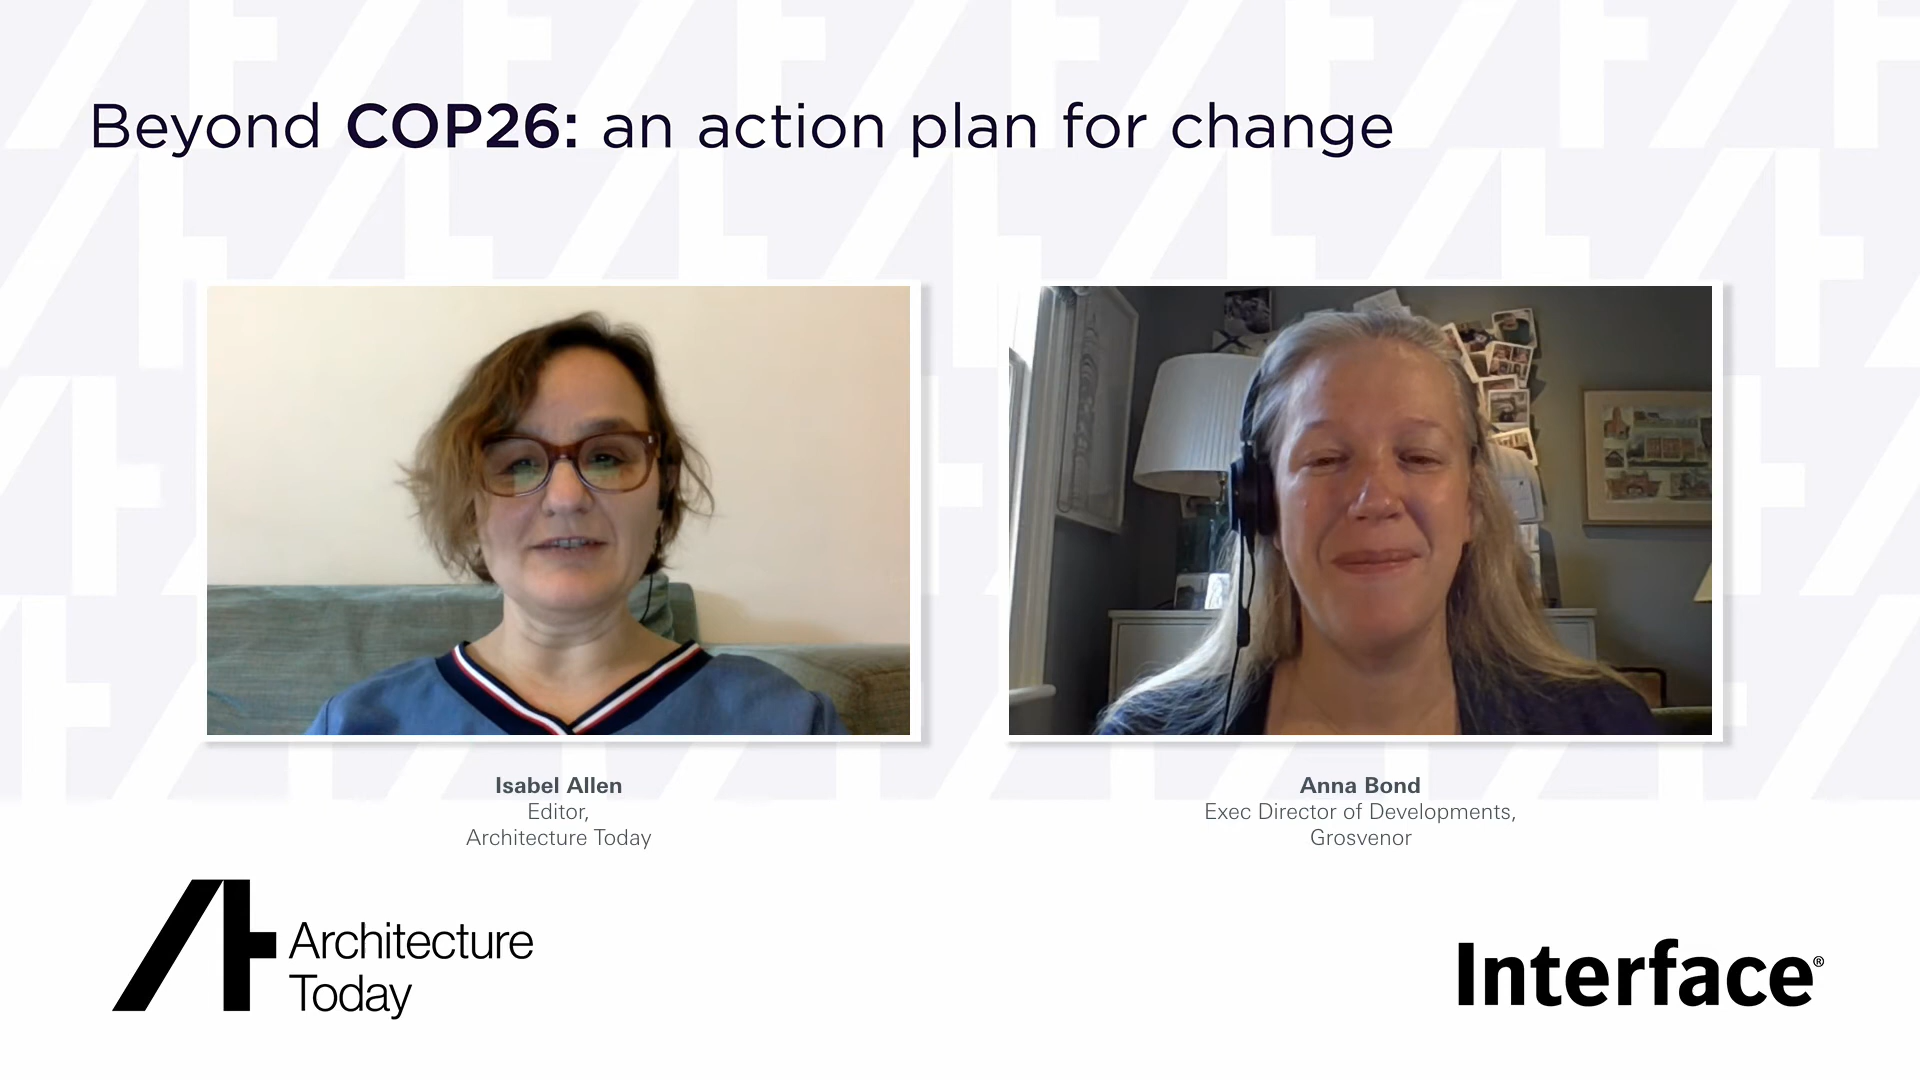 Beyond COP26: an action plan for change
Isabel Allen
Editor,
Architecture Today
Anna Bond
Exec Director of Developments,
Grosvenor
Architecture
Today
Interface®